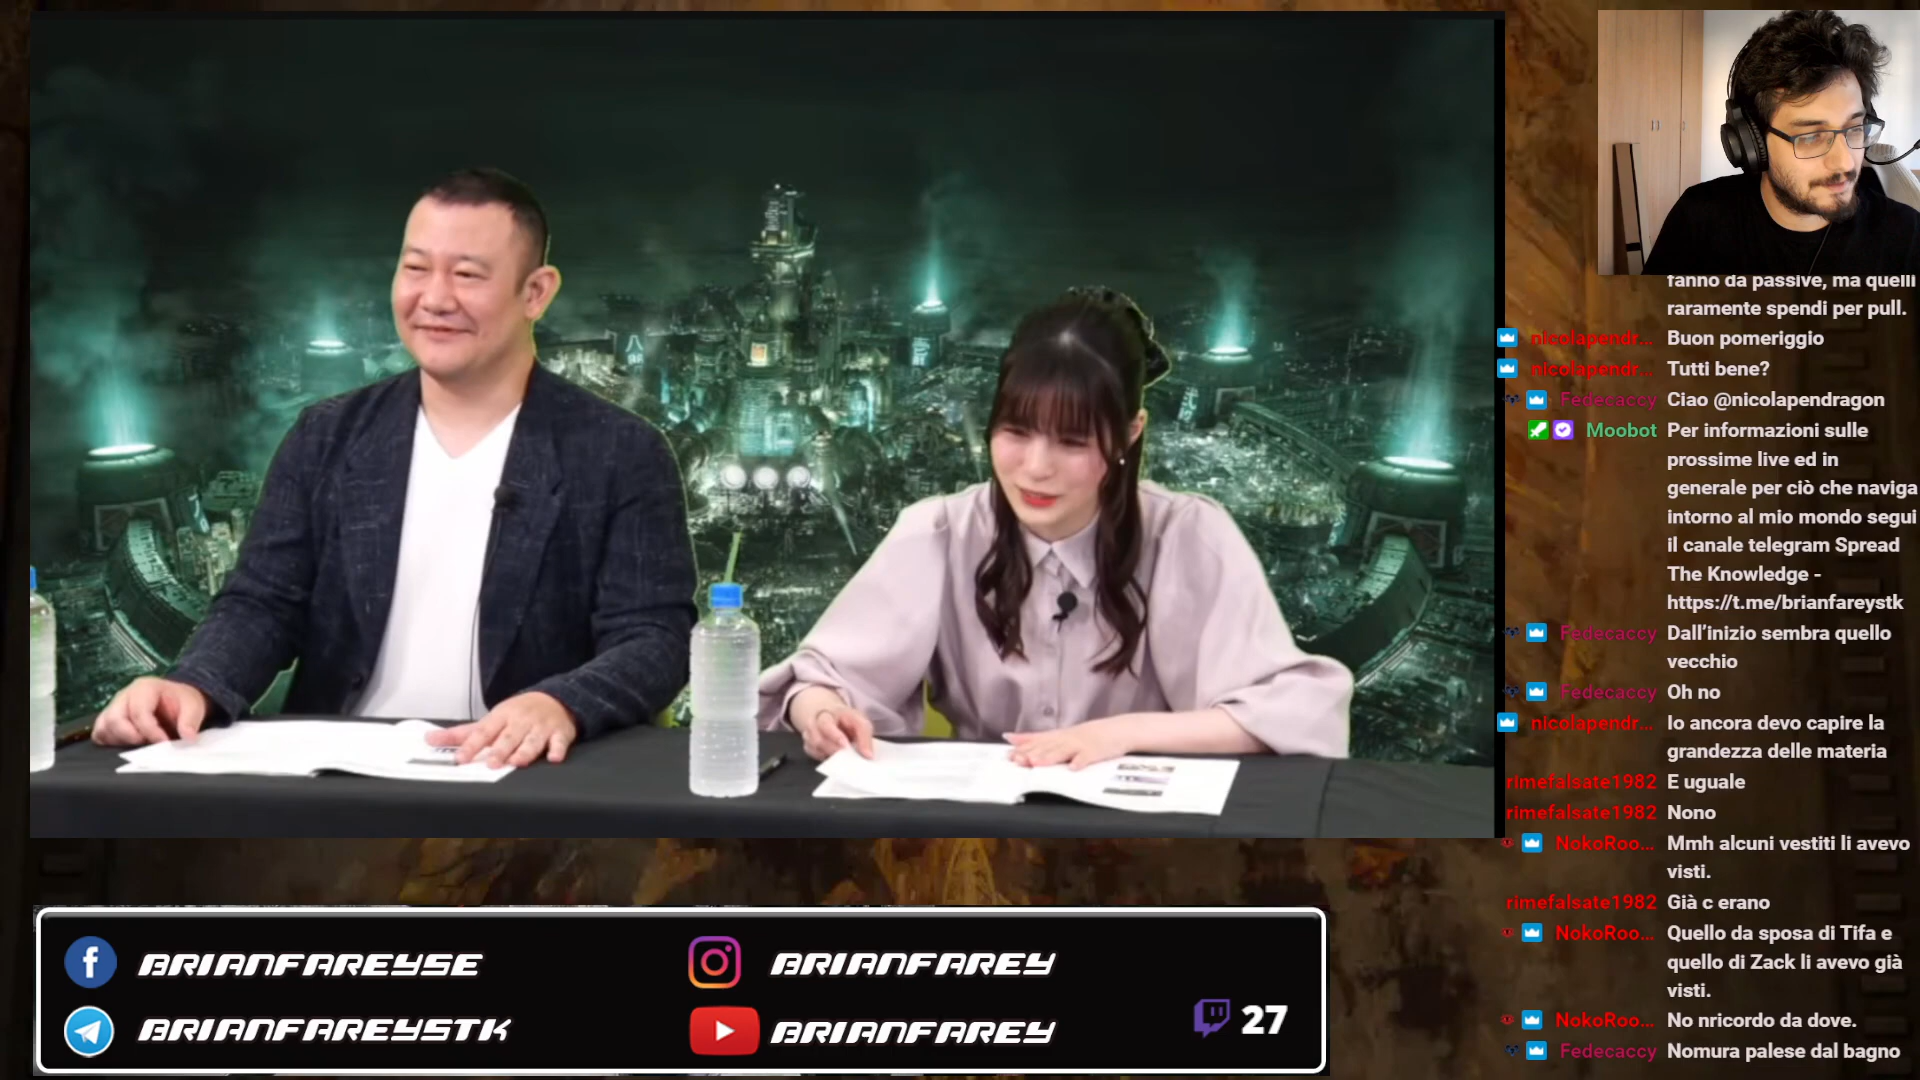 八號
fanno da passive, ma quelli
raramente spendi per pull.
nicolapendr... Buon pomeriggio
nicolapendr... Tutti bene?
Fedecaccy Ciao @nicolapendragon
Moobot Per informazioni sulle
prossime live ed in
generale per ciò che naviga
intorno al mio mondo segui
il canale telegram Spread
The Knowledge -
https://t.me/brianfareystk
Fedecaccy Dall'inizio sembra quello
vecchio
Fedecaccy Oh no
nicolapendr... Io ancora devo capire la
grandezza delle materia
rimefalsate1982 E uguale
rimefalsate1982 Nono
NokoRoo... Mmh alcuni vestiti li avevo
visti.
rimefalsate1982 Già c erano
NokoRoo... Quello da sposa di Tifa e
quello di Zack li avevo già
visti.
NokoRoo... No nricordo da dove.
Fedecaccy Nomura palese dal bagno
BRIANFAREYSE
BRIANFAREY
BRIANFAREYSTK
BRIANFAREY
27